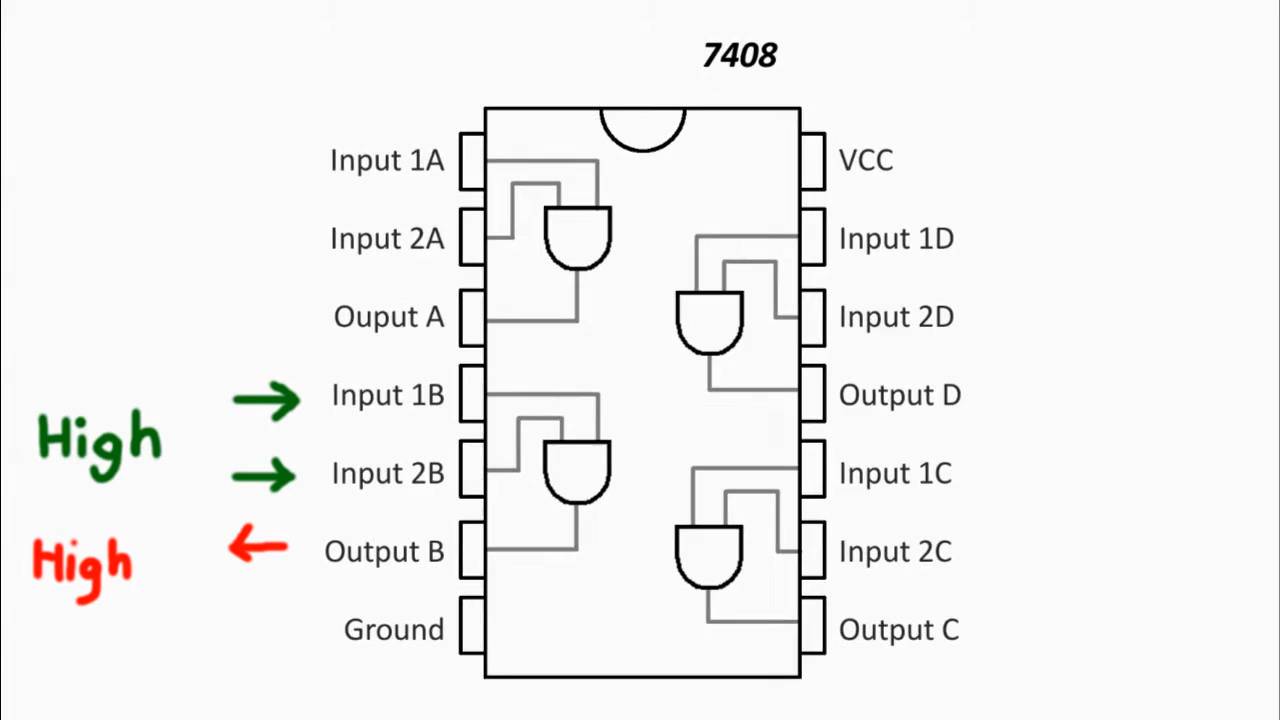 7408
Input 1A
Input 2A
Ouput A
Input 1B
Input 2B
Output B
Ground
VCC
Input 1D
Input 2D
Output D
Input 1C
Input 2C
Output C
High
High